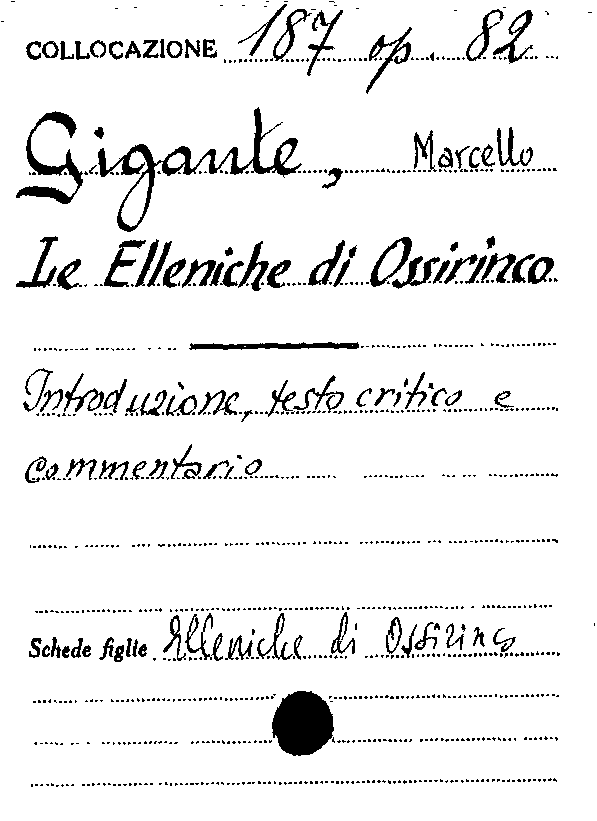 COLLOCAZIONE 187 op. 82
Gigante, Marcello
Le Elleniche di Ossirinco
Introduzione, testo critico e
commentario
Schede figlie Elleniche di Ossirinco